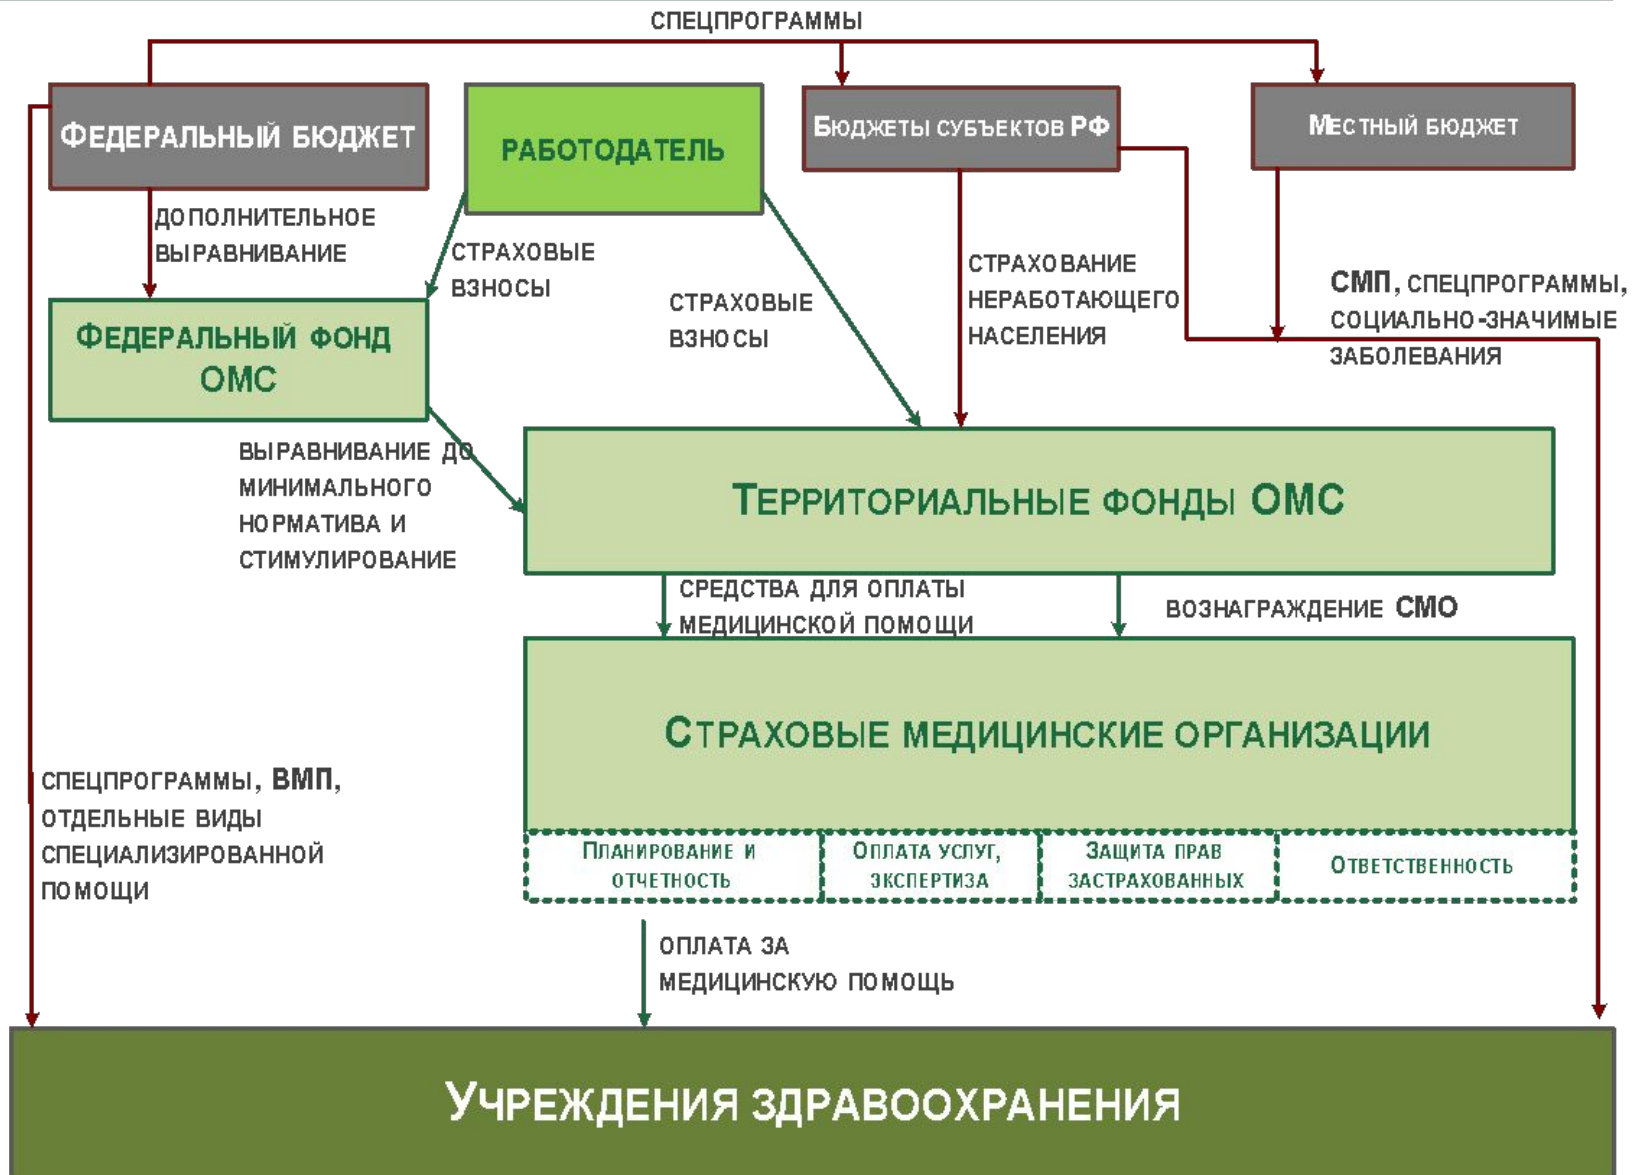 СПЕЦПРОГРАММЫ
ФЕДЕРАЛЬНЫЙ БЮДЖЕТ
РАБОТОДАТЕЛЬ
БЮДЖЕТЫ СУБЪЕКТОВ РФ
МЕСТНЫЙ БЮДЖЕТ
ДОПОЛНИТЕЛЬНОЕ
ВЫРАВНИВАНИЕ
СТРАХОВЫЕ
ВЗНОСЫ
СТРАХОВЫЕ
ВЗНОСЫ
СТРАХОВАНИЕ
НЕРАБОТАЮЩЕГО
НАСЕЛЕНИЯ
СМП, СПЕЦПРОГРАММЫ,
СОЦИАЛЬНО-ЗНАЧИМЫЕ
ЗАБОЛЕВАНИЯ
ФЕДЕРАЛЬНЫЙ ФОНД
ОМС
ВЫРАВНИВАНИЕ ДО
МИНИМАЛЬНОГО
НОРМАТИВА И
СТИМУЛИРОВАНИЕ
ТЕРРИТОРИАЛЬНЫЕ ФОНДЫ ОМС
СРЕДСТВА ДЛЯ ОПЛАТЫ
МЕДИЦИНСКОЙ ПОМОЩИ
ВОЗНАГРАЖДЕНИЕ СМО
СТРАХОВЫЕ МЕДИЦИНСКИЕ ОРГАНИЗАЦИИ
СПЕЦПРОГРАММЫ, ВМП,
ОТДЕЛЬНЫЕ ВИДЫ
СПЕЦИАЛИЗИРОВАННОЙ
ПОМОЩИ
ПЛАНИРОВАНИЕ И
ОТЧЕТНОСТЬ
ОПЛАТА УСЛУГ,
ЭКСПЕРТИЗА
ЗАЩИТА ПРАВ
ЗАСТРАХОВАННЫХ
ОТВЕТСТВЕННОСТЬ
ОПЛАТА ЗА
МЕДИЦИНСКУЮ ПОМОЩЬ
УЧРЕЖДЕНИЯ ЗДРАВООХРАНЕНИЯ